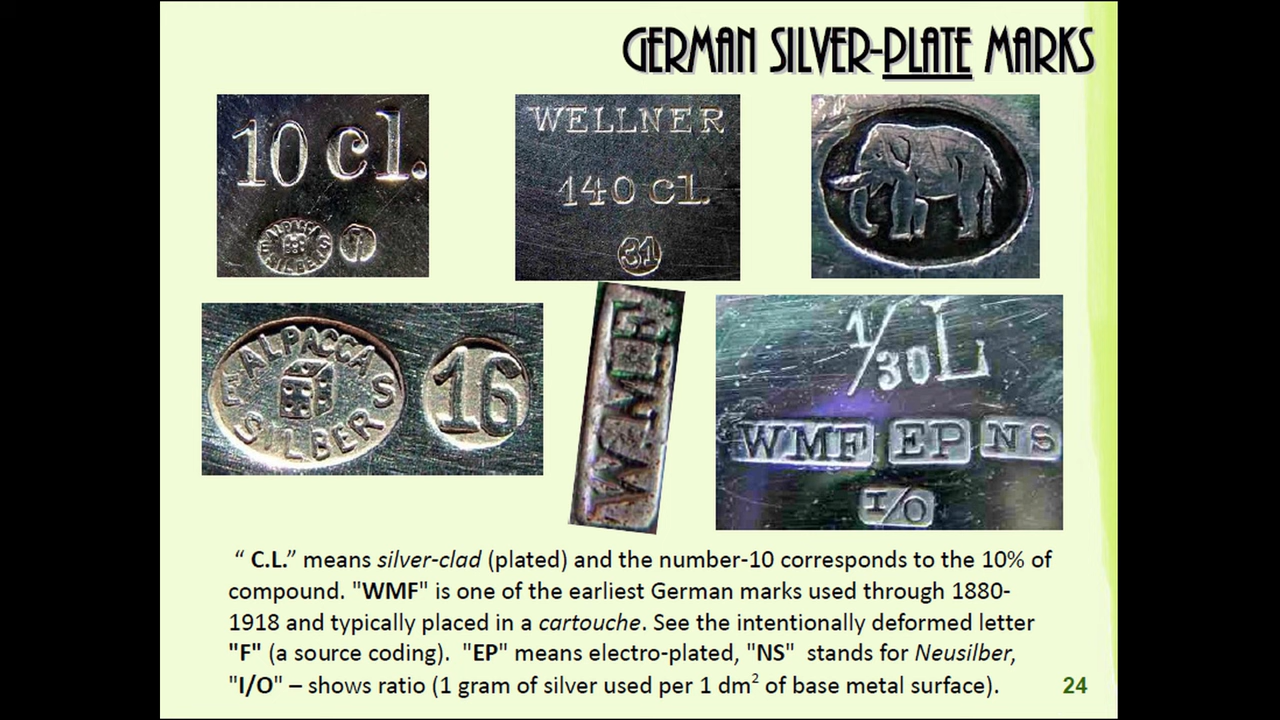 GERMAN SILVER-PLATE MARKS
10 cl.
ALPACCA
E S
SILBER
WELLNER
140 cl.
31
E ALPACCA S
SILBER
16
WMF
1/30L
WMF EP NS
I/O
“ C.L.” means silver-clad (plated) and the number-10 corresponds to the 10% of
compound. "WMF" is one of the earliest German marks used through 1880-
1918 and typically placed in a cartouche. See the intentionally deformed letter
"F" (a source coding). "EP" means electro-plated, "NS" stands for Neusilber,
"I/O" – shows ratio (1 gram of silver used per 1 dm² of base metal surface).
24